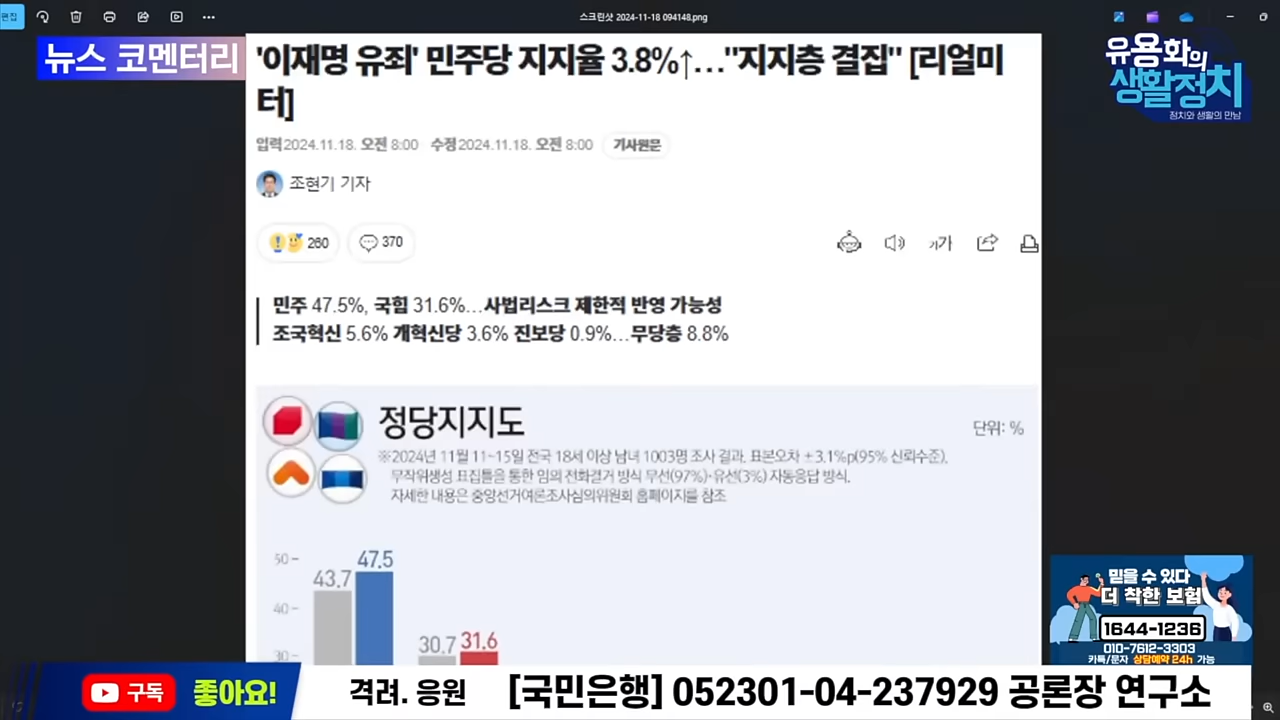 편집
스크린샷 2024-11-18 094148.png
뉴스 코멘터리
'이재명 유죄' 민주당 지지율 3.8%↑…"지지층 결집" [리얼미
터]
유용화의
생활정치
정치와 생활의 만남
입력 2024.11.18. 오전 8:00 수정 2024.11.18. 오전 8:00 기사원문
조현기 기자
260 370
가가
민주 47.5%, 국힘 31.6%…사법리스크 제한적 반영 가능성
조국혁신 5.6% 개혁신당 3.6% 진보당 0.9%…무당층 8.8%
정당지지도
단위: %
※2024년 11월 11~15일 전국 18세 이상 남녀 1003명 조사 결과. 표본오차 ±3.1%p(95% 신뢰수준),
무작위생성 표집틀을 통한 임의 전화걸기 방식 무선(97%)·유선(3%) 자동응답 방식.
자세한 내용은 중앙선거여론조사심의위원회 홈페이지를 참조
50
47.5
43.7
40
30.7 31.6
30
믿을 수 있다
더 착한 보험
1644-1236
010-7612-3303
카톡/문자 상담예약 24h 가능
구독 좋아요! 격려. 응원 [국민은행] 052301-04-237929 공론장 연구소